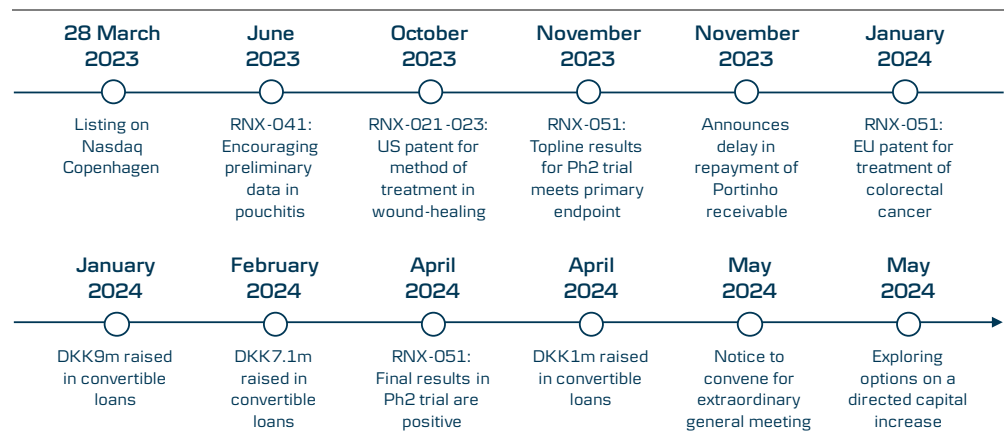 28 March
2023
June
2023
October
2023
November
2023
November
2023
January
2024
Listing on
Nasdaq
Copenhagen
RNX-041:
Encouraging
preliminary
data in
pouchitis
RNX-021-023:
US patent for
method of
treatment in
wound-healing
RNX-051:
Topline results
for Ph2 trial
meets primary
endpoint
Announces
delay in
repayment of
Portinho
receivable
RNX-051:
EU patent for
treatment of
colorectal
cancer
January
2024
February
2024
April
2024
April
2024
May
2024
May
2024
DKK9m raised
in convertible
loans
DKK7.1m
raised in
convertible
loans
RNX-051:
Final results in
Ph2 trial are
positive
DKK1m raised
in convertible
loans
Notice to
convene for
extraordinary
general meeting
Exploring
options on a
directed capital
increase